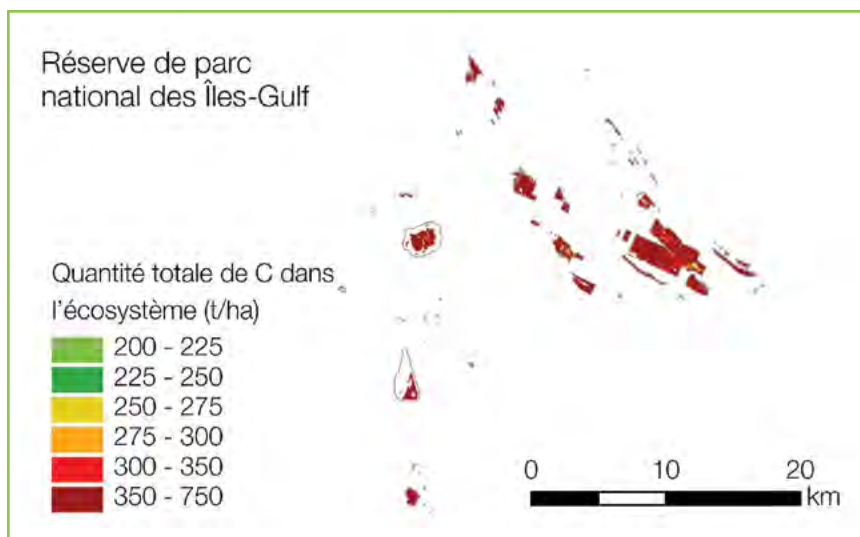 Réserve de parc
national des Îles-Gulf
Quantité totale de C dans
l'écosystème (t/ha)
200 - 225
225 - 250
250 - 275
275 - 300
300 - 350
350 - 750
0 10 20
km